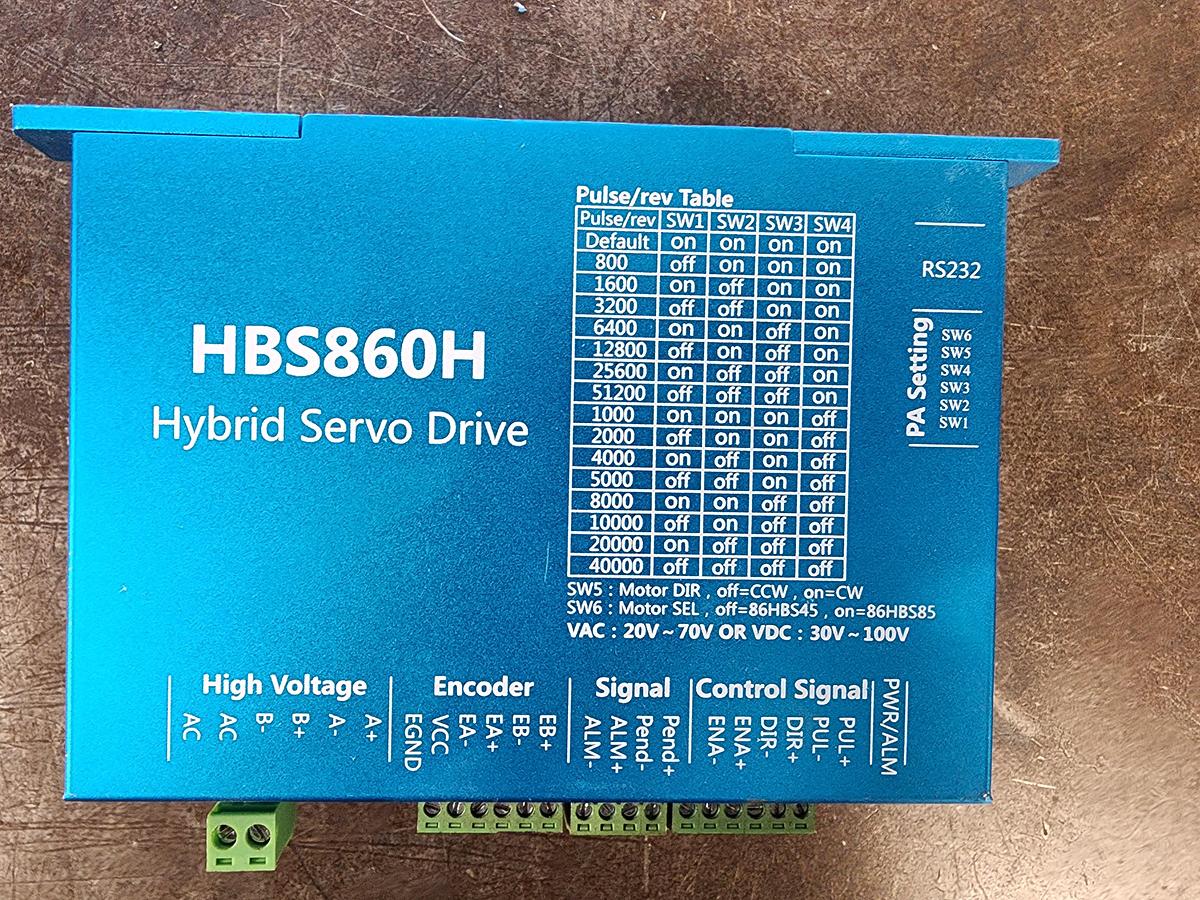 HBS860H
Hybrid Servo Drive
Pulse/rev Table
Pulse/rev SW1 SW2 SW3 SW4
Default on on on on
800 off on on on
1600 on off on on
3200 off off on on
6400 on on off on
12800 off on off on
25600 on off off on
51200 off off off on
1000 on on on off
2000 off on on off
4000 on off on off
5000 off off on off
8000 on on off off
10000 off on off off
20000 on off off off
40000 off off off off
SW5 : Motor DIR , off=CCW , on=CW
SW6 : Motor SEL , off=86HBS45 , on=86HBS85
VAC : 20V ~ 70V OR VDC : 30V ~ 100V
RS232
PA Setting
SW6
SW5
SW4
SW3
SW2
SW1
High Voltage
AC
AC
B-
B+
A-
A+
Encoder
EGND
VCC
EA-
EA+
EB-
EB+
Signal
ALM-
ALM+
Pend-
Pend+
Control Signal
ENA-
ENA+
DIR-
DIR+
PUL-
PUL+
PWR/ALM